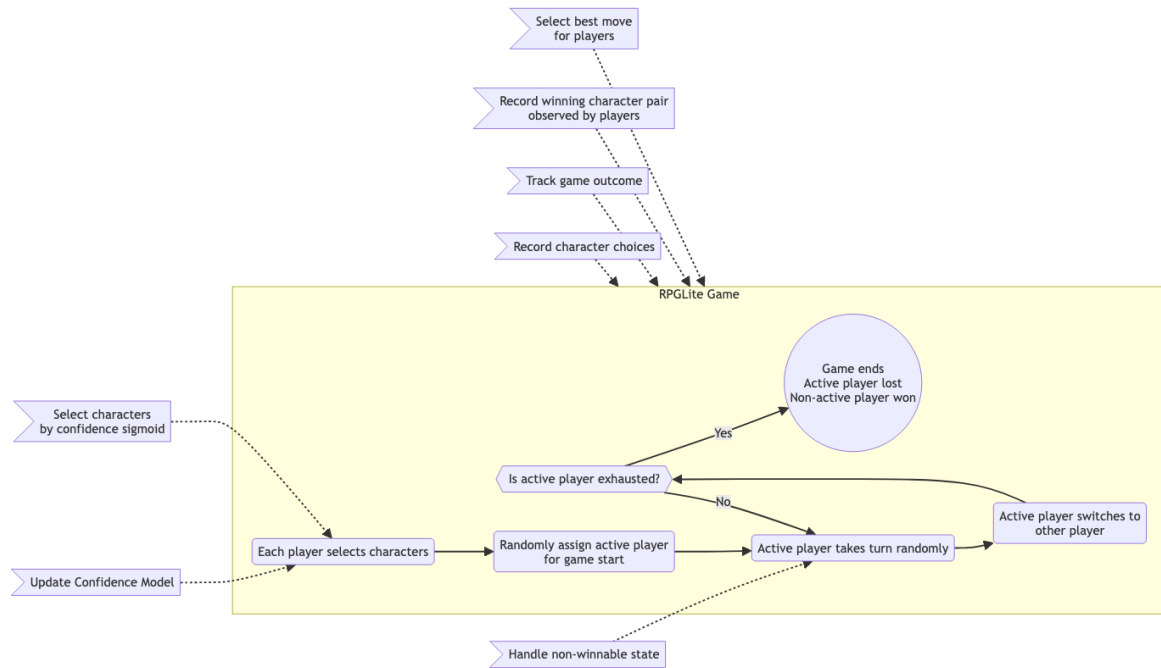 Select best move
for players
Record winning character pair
observed by players
Track game outcome
Record character choices
RPGLite Game
Game ends
Active player lost
Non-active player won
Select characters
by confidence sigmoid
Yes
Is active player exhausted?
No
Active player switches to
other player
Each player selects characters
Randomly assign active player
for game start
Active player takes turn randomly
Update Confidence Model
Handle non-winnable state